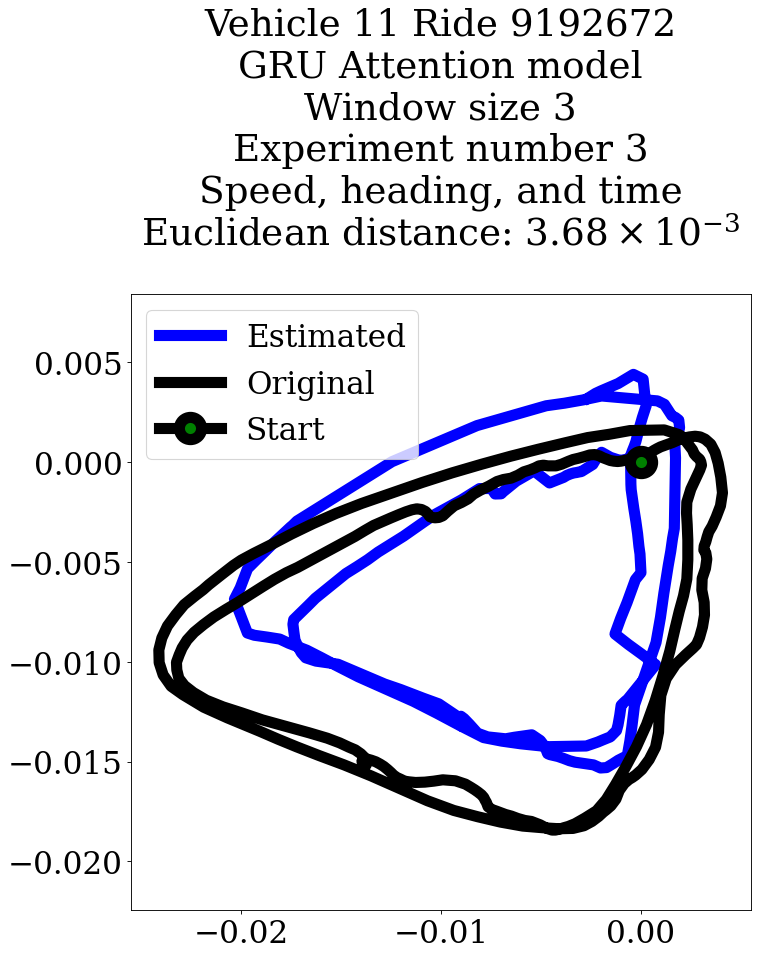 Vehicle 11 Ride 9192672
GRU Attention model
Window size 3
Experiment number 3
Speed, heading, and time
Euclidean distance: 3.68 × 10⁻³
Estimated
Original
Start
0.005
0.000
−0.005
−0.010
−0.015
−0.020
−0.02 −0.01 0.00